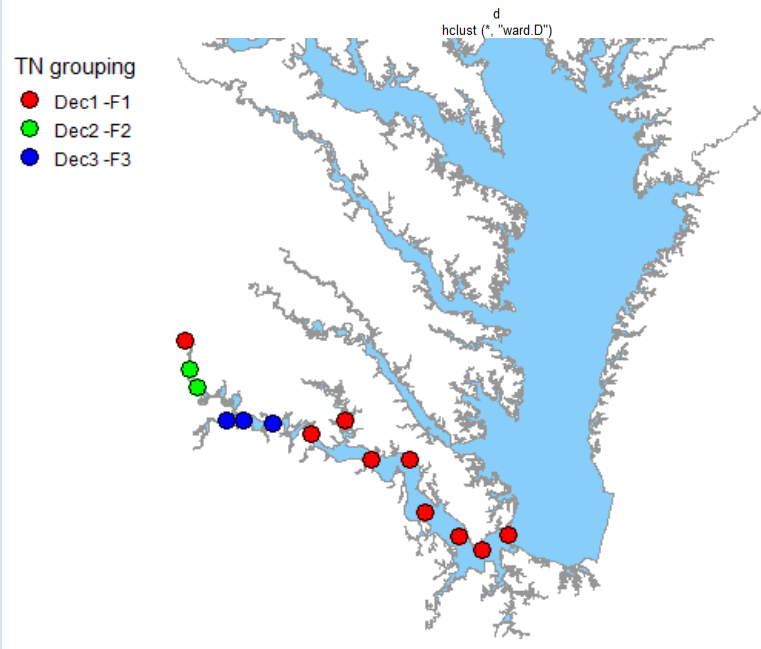 d
hclust (*, "ward.D")
TN grouping
Dec1 -F1
Dec2 -F2
Dec3 -F3